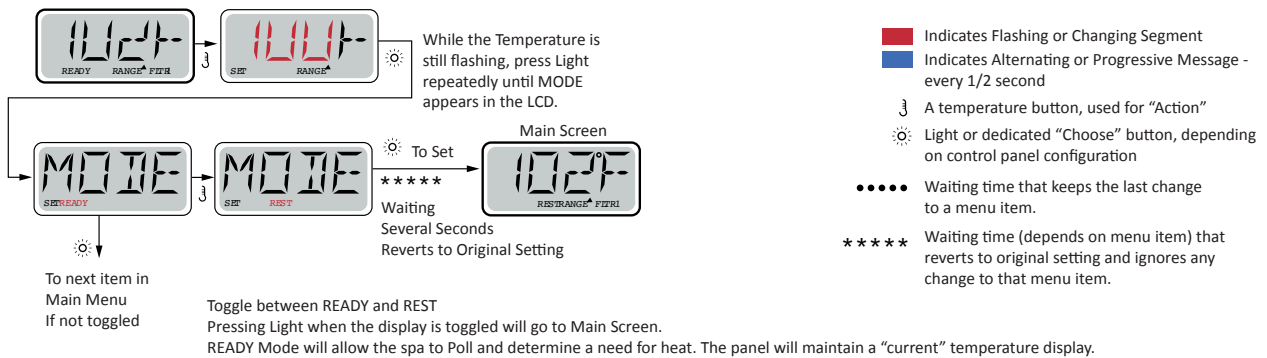 READY RANGE FLTR1
100F
SET RANGE
While the Temperature is
still flashing, press Light
repeatedly until MODE
appears in the LCD.
MODE
SET READY
MODE
SET REST
To Set
*****
Waiting
Several Seconds
Reverts to Original Setting
Main Screen
102°F
REST RANGE FLTR1
To next item in
Main Menu
If not toggled
Toggle between READY and REST
Pressing Light when the display is toggled will go to Main Screen.
READY Mode will allow the spa to Poll and determine a need for heat. The panel will maintain a “current” temperature display.
Indicates Flashing or Changing Segment
Indicates Alternating or Progressive Message -
every 1/2 second
A temperature button, used for “Action”
Light or dedicated “Choose” button, depending
on control panel configuration
Waiting time that keeps the last change
to a menu item.
***** Waiting time (depends on menu item) that
reverts to original setting and ignores any
change to that menu item.